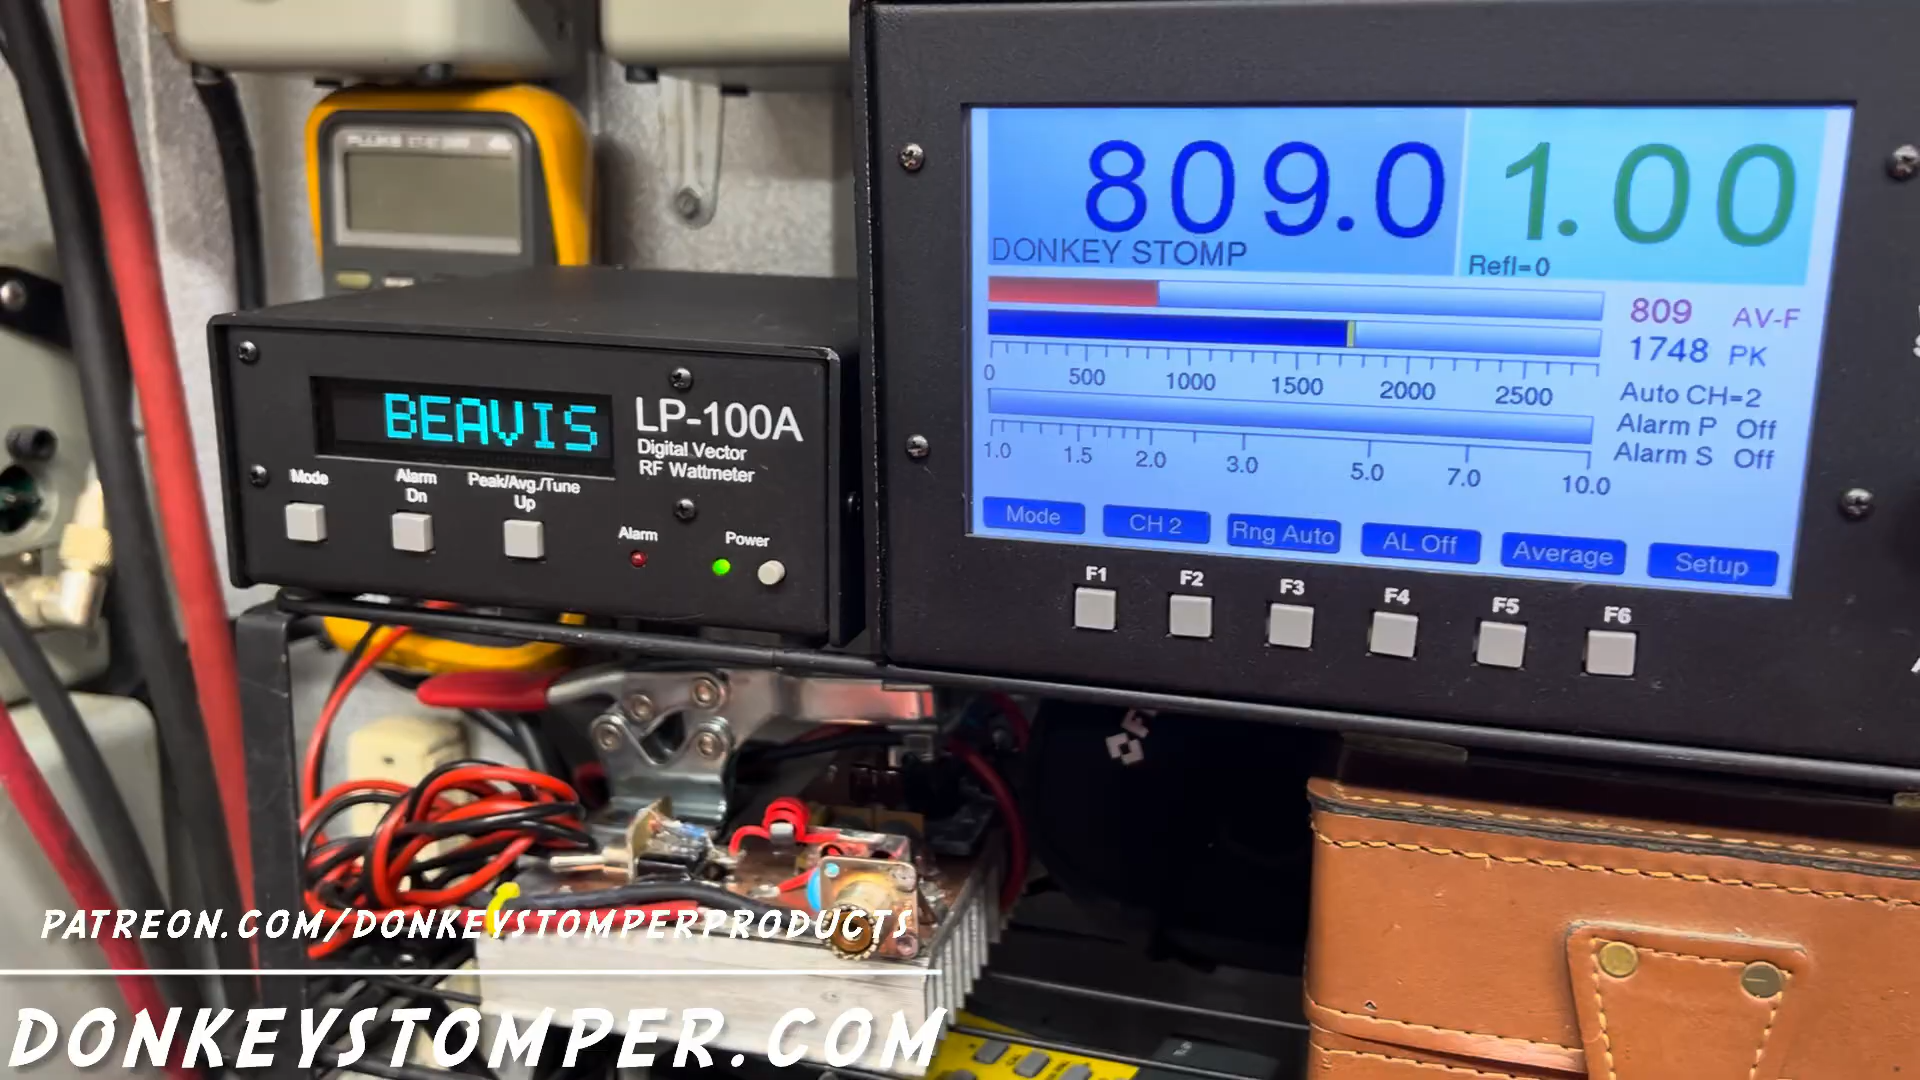 FLUKE
BEAVIS
LP-100A
Digital Vector
RF Wattmeter
Mode
Alarm
Dn
Peak/Avg./Tune
Up
Alarm
Power
809.0
1.00
DONKEY STOMP
Refl=0
809 AV-F
1748 PK
0 500 1000 1500 2000 2500
Auto CH=2
Alarm P Off
Alarm S Off
1.0 1.5 2.0 3.0 5.0 7.0 10.0
Mode
CH 2
Rng Auto
AL Off
Average
Setup
F1
F2
F3
F4
F5
F6
PATREON.COM/DONKEYSTOMPERPRODUCTS
DONKEYSTOMPER.COM